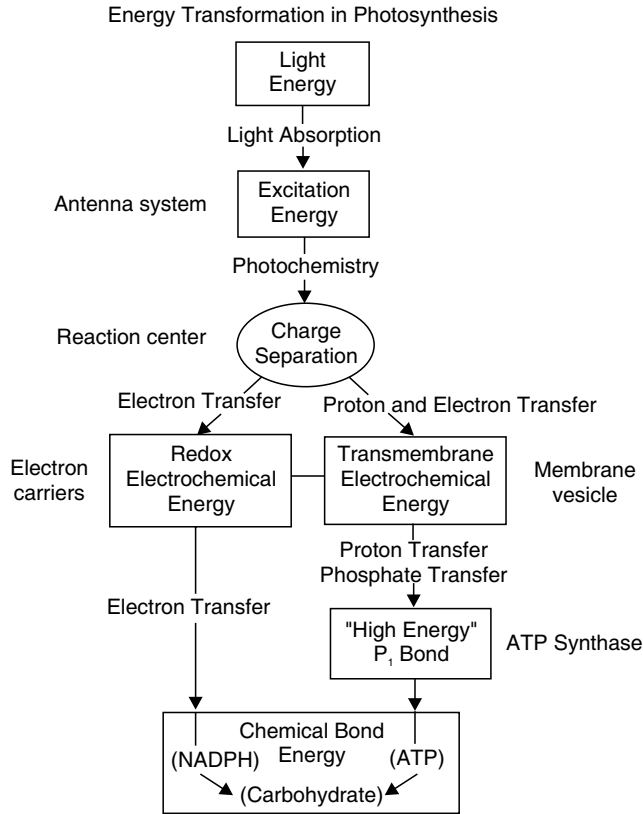 Energy Transformation in Photosynthesis
Light
Energy
Light Absorption
Antenna system
Excitation
Energy
Photochemistry
Reaction center
Charge
Separation
Electron Transfer
Proton and Electron Transfer
Electron
carriers
Redox
Electrochemical
Energy
Transmembrane
Electrochemical
Energy
Membrane
vesicle
Proton Transfer
Phosphate Transfer
Electron Transfer
"High Energy"
P₁ Bond
ATP Synthase
Chemical Bond
Energy
(NADPH)
(ATP)
(Carbohydrate)